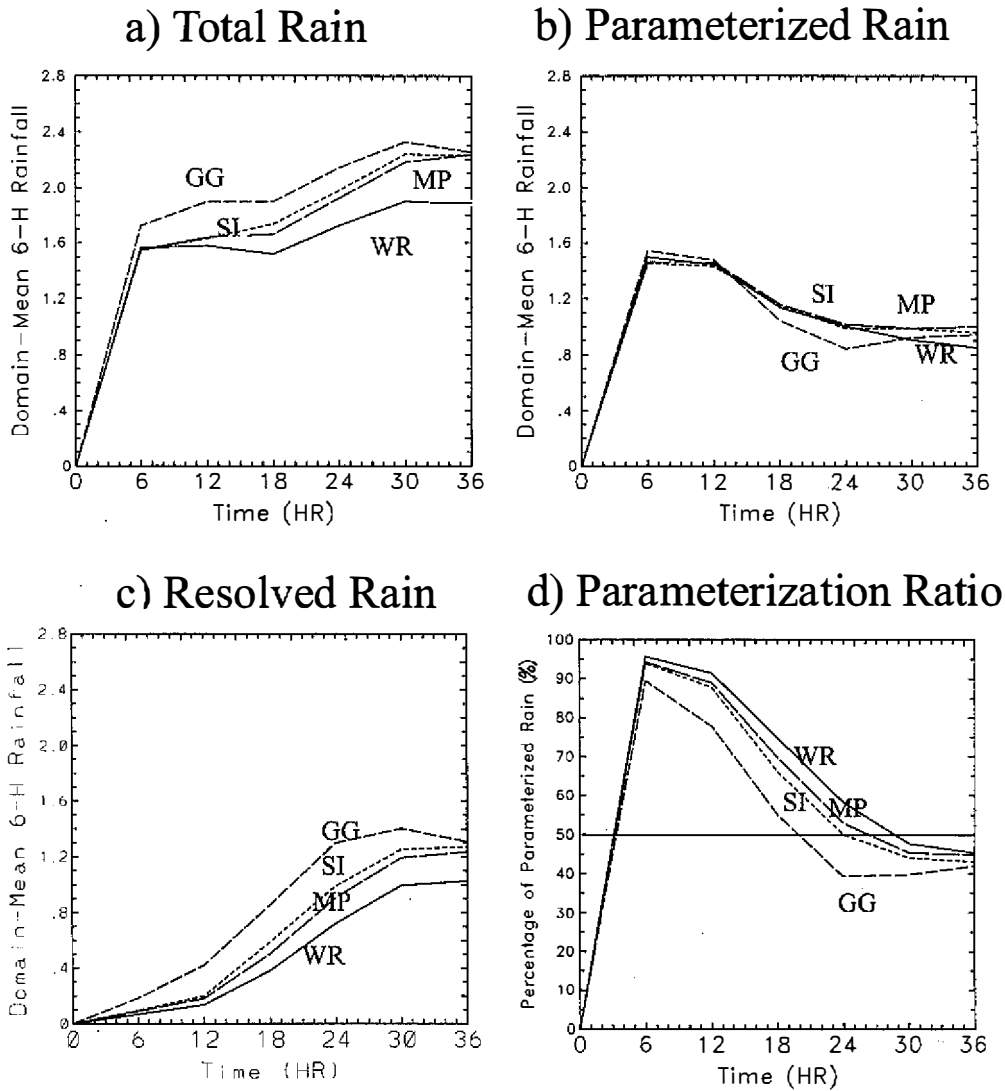 a) Total Rain
Domain-Mean 6-H Rainfall
2.8
2.4
2.0
1.6
1.2
.8
.4
0
GG
SI
MP
WR
0 6 12 18 24 30 36
Time (HR)
b) Parameterized Rain
Domain-Mean 6-H Rainfall
2.8
2.4
2.0
1.6
1.2
.8
.4
0
SI
MP
GG
WR
0 6 12 18 24 30 36
Time (HR)
c) Resolved Rain
Domain-Mean 6-H Rainfall
2.8
2.4
2.0
1.6
1.2
.8
.4
0
GG
SI
MP
WR
0 6 12 18 24 30 36
Time (HR)
d) Parameterization Ratio
Percentage of Parameterized Rain (%)
100
90
80
70
60
50
40
30
20
10
0
WR
SI
MP
GG
0 6 12 18 24 30 36
Time (HR)